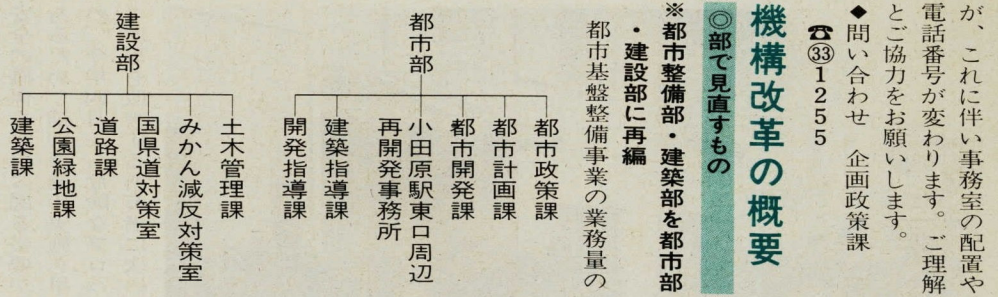 が、これに伴い事務室の配置や
電話番号が変わります。ご理解
とご協力をお願いします。
◆問い合わせ　企画政策課
☎㉝1255
機構改革の概要
◎部で見直すもの
※都市整備部・建築部を都市部
・建設部に再編
都市基盤整備事業の業務量の
都市部
都市政策課
都市計画課
都市開発課
小田原駅東口周辺
再開発事務所
建築指導課
開発指導課
建設部
土木管理課
みかん減反対策室
国県道対策室
道路課
公園緑地課
建築課